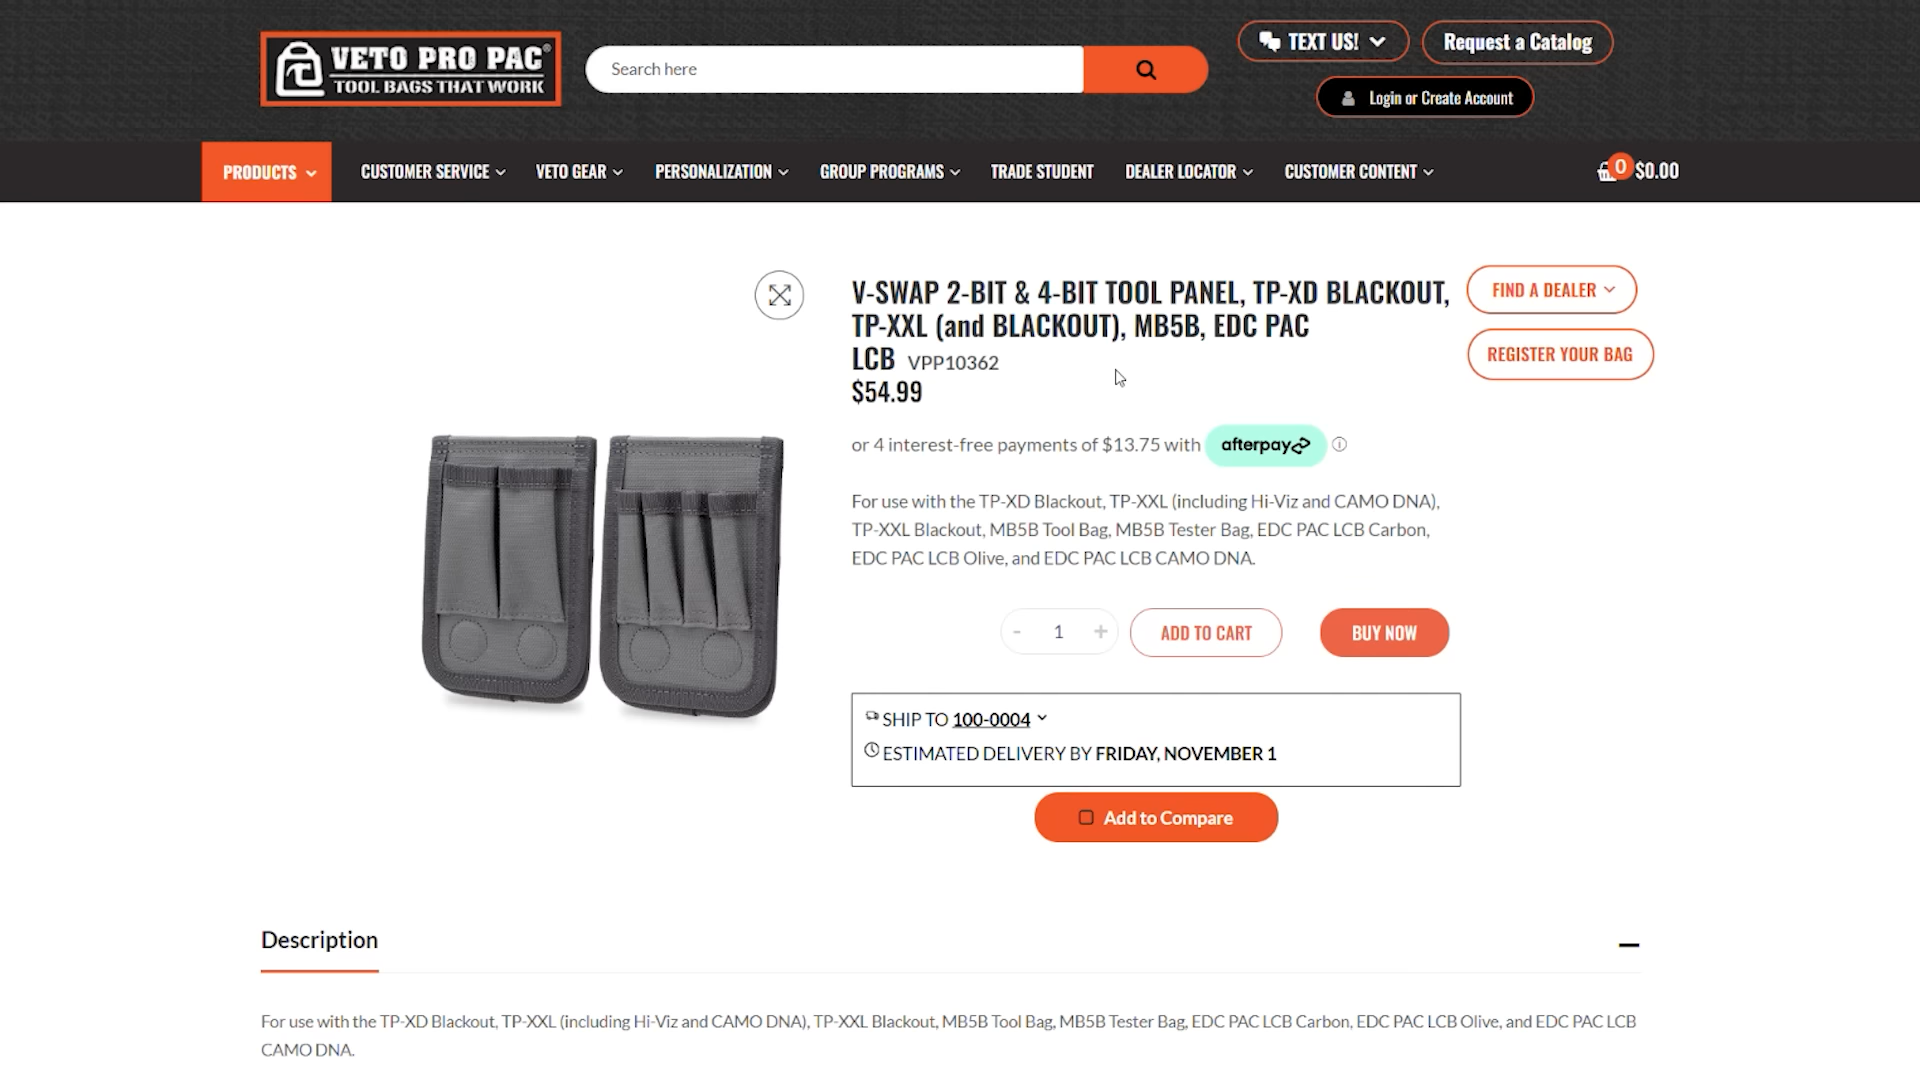 VETO PRO PAC®
TOOL BAGS THAT WORK
Search here
TEXT US!
Request a Catalog
Login or Create Account
PRODUCTS
CUSTOMER SERVICE
VETO GEAR
PERSONALIZATION
GROUP PROGRAMS
TRADE STUDENT
DEALER LOCATOR
CUSTOMER CONTENT
0 $0.00
V-SWAP 2-BIT & 4-BIT TOOL PANEL, TP-XD BLACKOUT,
TP-XXL (and BLACKOUT), MB5B, EDC PAC
LCB VPP10362
$54.99
FIND A DEALER
REGISTER YOUR BAG
or 4 interest-free payments of $13.75 with afterpay
For use with the TP-XD Blackout, TP-XXL (including Hi-Viz and CAMO DNA),
TP-XXL Blackout, MB5B Tool Bag, MB5B Tester Bag, EDC PAC LCB Carbon,
EDC PAC LCB Olive, and EDC PAC LCB CAMO DNA.
- 1 +
ADD TO CART
BUY NOW
SHIP TO 100-0004
ESTIMATED DELIVERY BY FRIDAY, NOVEMBER 1
Add to Compare
Description
For use with the TP-XD Blackout, TP-XXL (including Hi-Viz and CAMO DNA), TP-XXL Blackout, MB5B Tool Bag, MB5B Tester Bag, EDC PAC LCB Carbon, EDC PAC LCB Olive, and EDC PAC LCB
CAMO DNA.